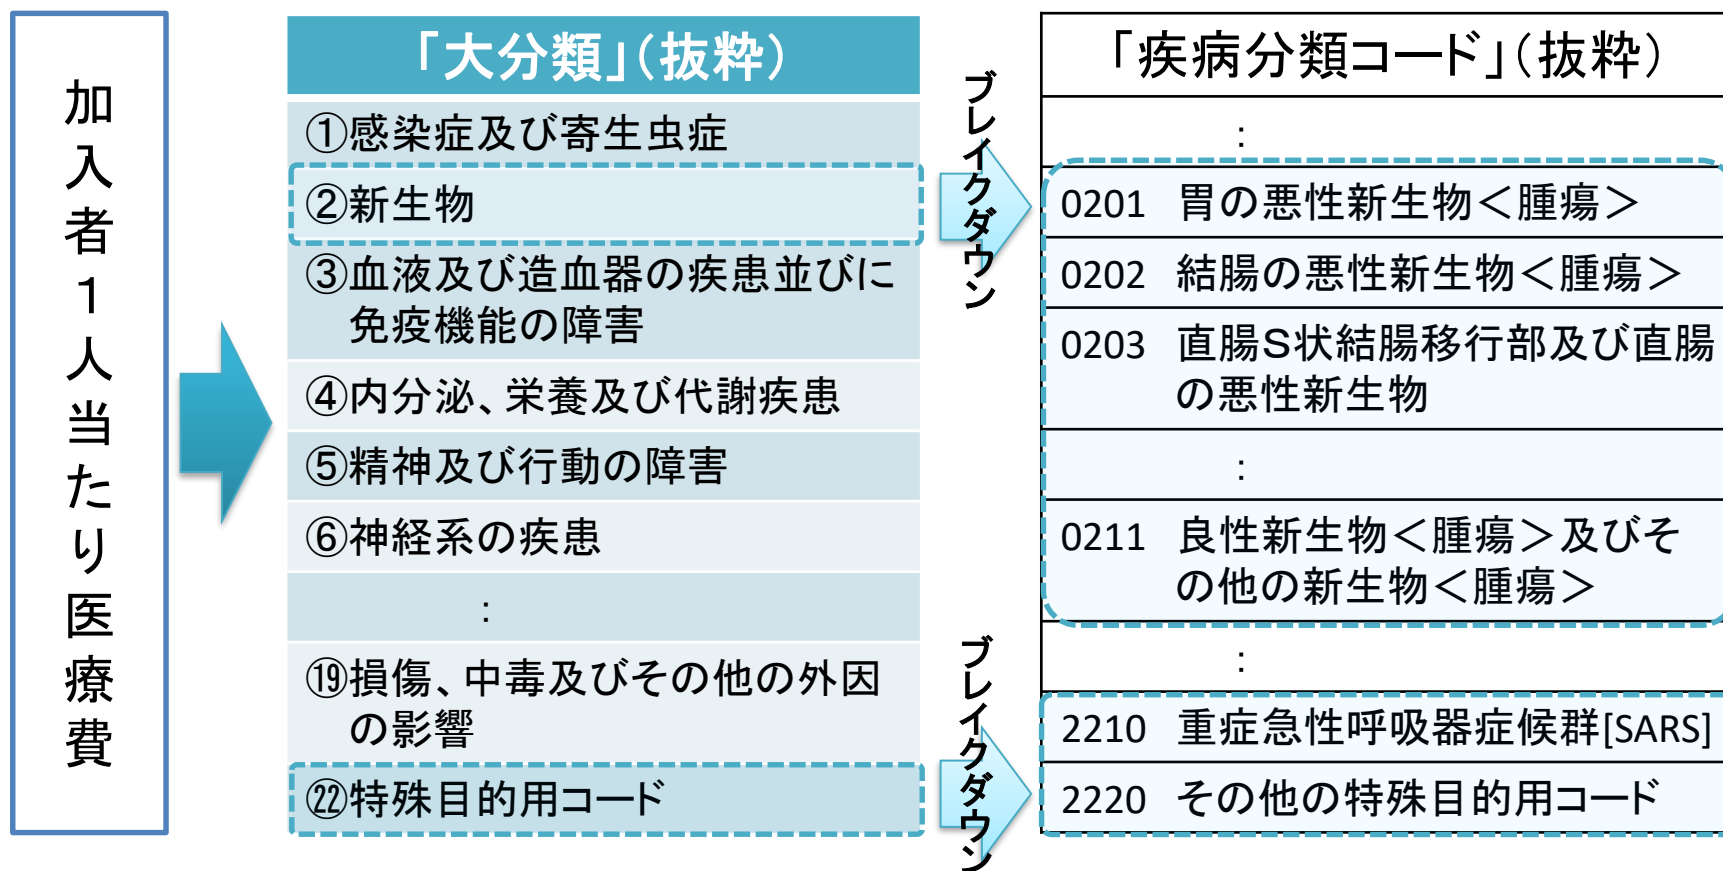 加入者１人当たり医療費
「大分類」（抜粋）
①感染症及び寄生虫症
②新生物
③血液及び造血器の疾患並びに
免疫機能の障害
④内分泌、栄養及び代謝疾患
⑤精神及び行動の障害
⑥神経系の疾患
：
⑲損傷、中毒及びその他の外因
の影響
㉒特殊目的用コード
ブレイクダウン
ブレイクダウン
「疾病分類コード」（抜粋）
：
0201 胃の悪性新生物＜腫瘍＞
0202 結腸の悪性新生物＜腫瘍＞
0203 直腸Ｓ状結腸移行部及び直腸
の悪性新生物
：
0211 良性新生物＜腫瘍＞及びそ
の他の新生物＜腫瘍＞
：
2210 重症急性呼吸器症候群[SARS]
2220 その他の特殊目的用コード